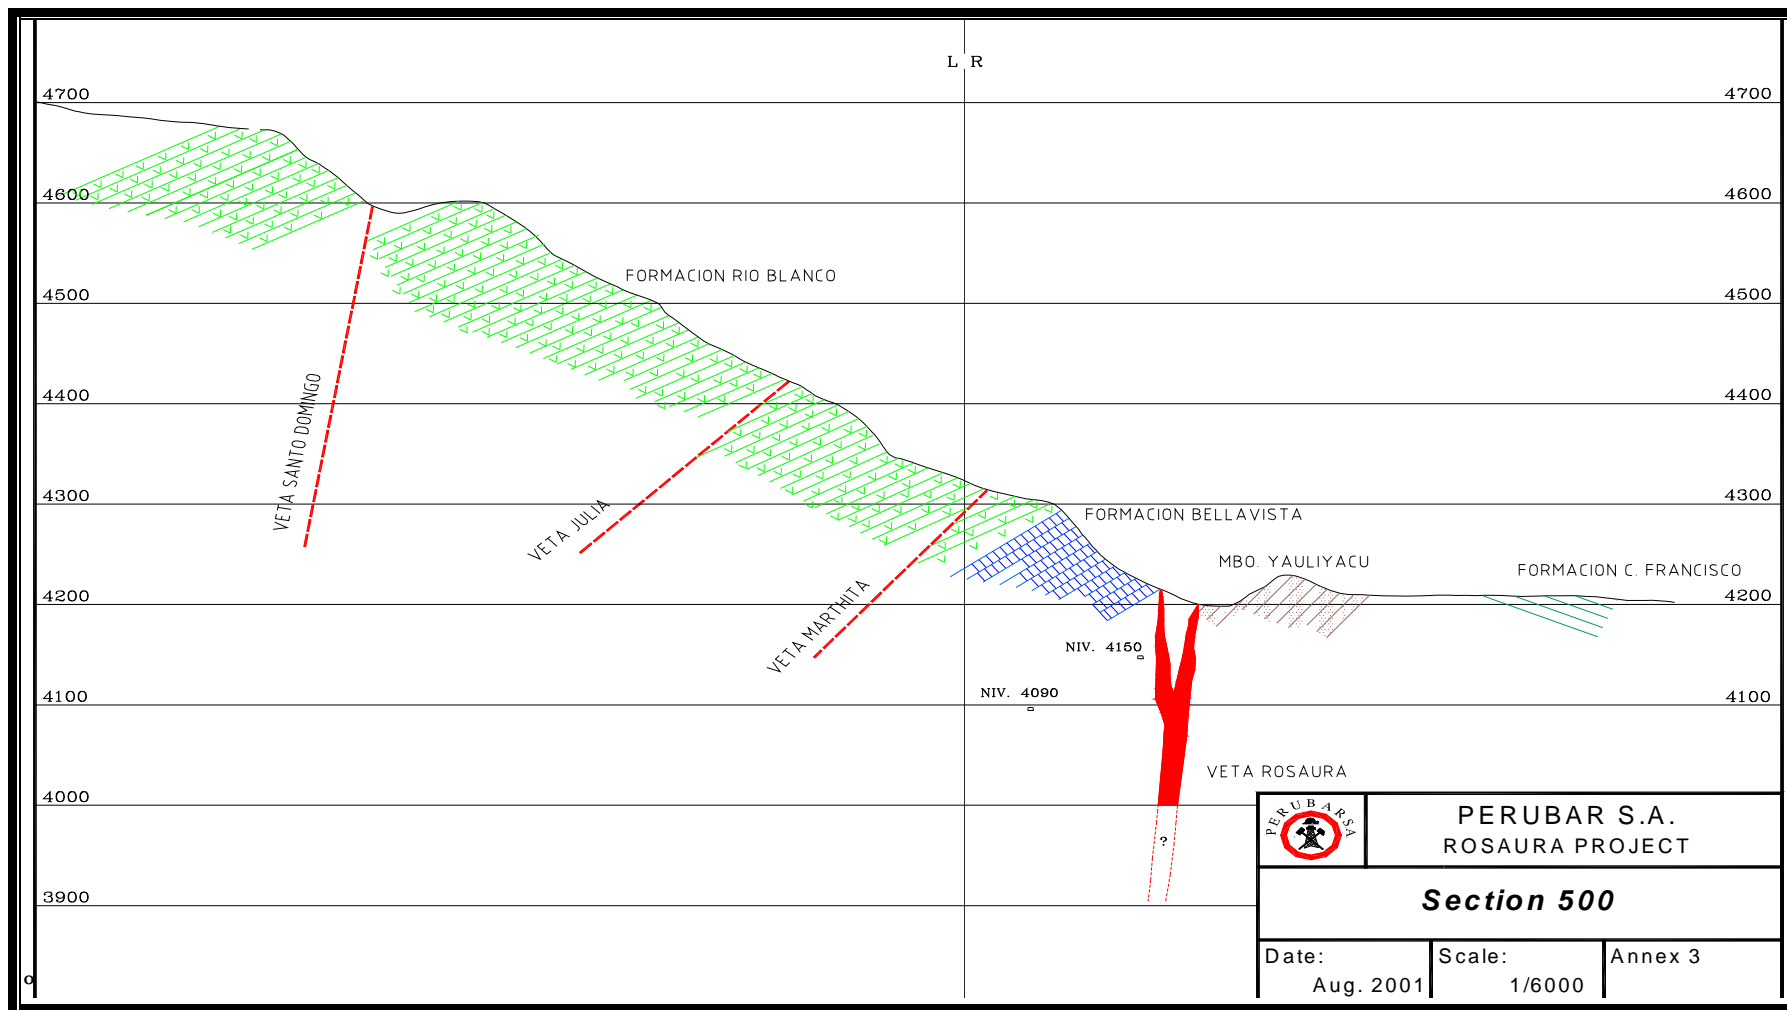 L R
4700 4700
4600 4600
FORMACION RIO BLANCO
4500 4500
VETA SANTO DOMINGO
4400 4400
4300 4300
VETA JULIA
FORMACION BELLAVISTA
MBO. YAULIYACU
FORMACION C. FRANCISCO
4200 4200
VETA MARTHITA
NIV. 4150
NIV. 4090
4100 4100
VETA ROSAURA
4000
?
3900
PERUBAR SA
PERUBAR S.A.
ROSAURA PROJECT
Section 500
Date:
Aug. 2001
Scale:
1/6000
Annex 3
o